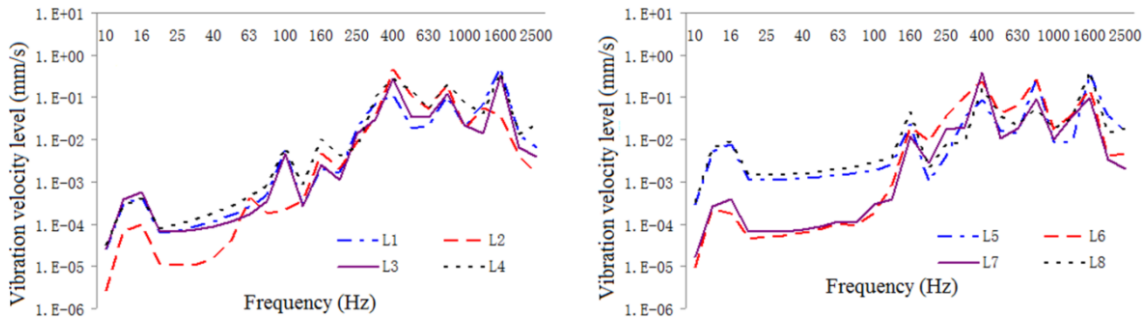 Vibration velocity level (mm/s)
1.E+01
1.E+00
1.E-01
1.E-02
1.E-03
1.E-04
1.E-05
1.E-06
10 16 25 40 63 100 160 250 400 630 1000 1600 2500
L1 L2
L3 L4
Frequency (Hz)
Vibration velocity level (mm/s)
1.E+01
1.E+00
1.E-01
1.E-02
1.E-03
1.E-04
1.E-05
1.E-06
10 16 25 40 63 100 160 250 400 630 1000 1600 2500
L5 L6
L7 L8
Frequency (Hz)